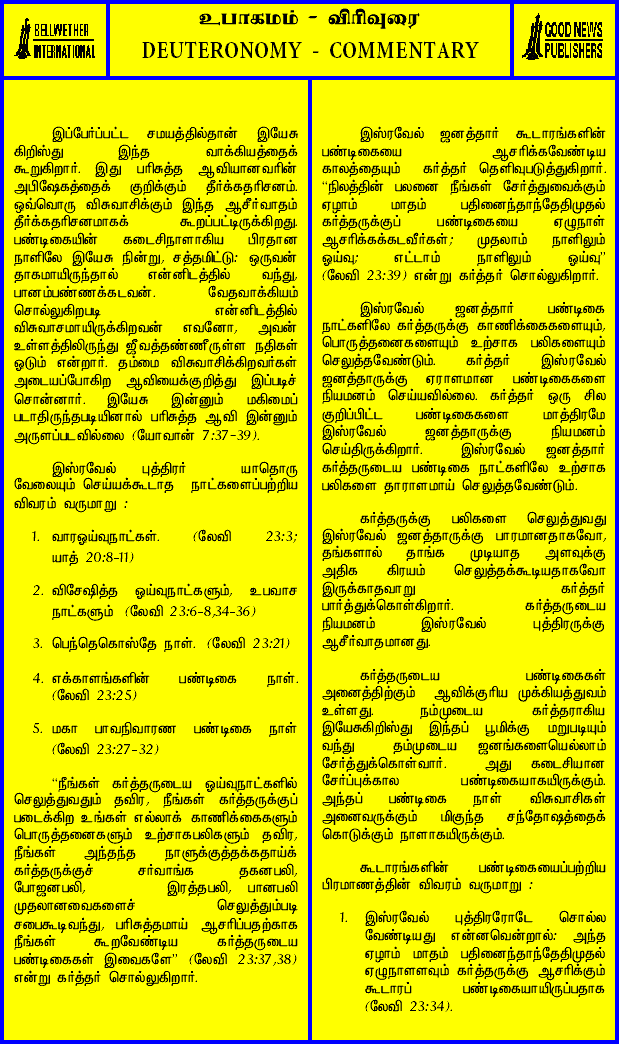 BELLWETHER
INTERNATIONAL
உபாகமம் - விரிவுரை
DEUTERONOMY - COMMENTARY
GOOD NEWS
PUBLISHERS
இப்பேர்ப்பட்ட சமயத்தில்தான் இயேசு
கிறிஸ்து இந்த வாக்கியத்தைக்
கூறுகிறார். இது பரிசுத்த ஆவியானவரின்
அபிஷேகத்தைக் குறிக்கும் தீர்க்கதரிசனம்.
ஒவ்வொரு விசுவாசிக்கும் இந்த ஆசீர்வாதம்
தீர்க்கதரிசனமாகக் கூறப்பட்டிருக்கிறது.
பண்டிகையின் கடைசிநாளாகிய பிரதான
நாளிலே இயேசு நின்று, சத்தமிட்டு: ஒருவன்
தாகமாயிருந்தால் என்னிடத்தில் வந்து,
பானம்பண்ணக்கடவன். வேதவாக்கியம்
சொல்லுகிறபடி என்னிடத்தில்
விசுவாசமாயிருக்கிறவன் எவனோ, அவன்
உள்ளத்திலிருந்து ஜீவத்தண்ணீருள்ள நதிகள்
ஓடும் என்றார். தம்மை விசுவாசிக்கிறவர்கள்
அடையப்போகிற ஆவியைக்குறித்து இப்படிச்
சொன்னார். இயேசு இன்னும் மகிமைப்
படாதிருந்தபடியினால் பரிசுத்த ஆவி இன்னும்
அருளப்படவில்லை (யோவான் 7:37-39).
இஸ்ரவேல் புத்திரர் யாதொரு
வேலையும் செய்யக்கூடாத நாட்களைப்பற்றிய
விவரம் வருமாறு :
1. வாரஓய்வுநாட்கள். (லேவி 23:3;
யாத் 20:8-11)
2. விசேஷித்த ஓய்வுநாட்களும், உபவாச
நாட்களும் (லேவி 23:6-8,34-36)
3. பெந்தெகொஸ்தே நாள். (லேவி 23:21)
4. எக்காளங்களின் பண்டிகை நாள்.
(லேவி 23:25)
5. மகா பாவநிவாரண பண்டிகை நாள்
(லேவி 23:27-32)
“நீங்கள் கர்த்தருடைய ஓய்வுநாட்களில்
செலுத்துவதும் தவிர, நீங்கள் கர்த்தருக்குப்
படைக்கிற உங்கள் எல்லாக் காணிக்கைகளும்
பொருத்தனைகளும் உற்சாகபலிகளும் தவிர,
நீங்கள் அந்தந்த நாளுக்குத்தக்கதாய்க்
கர்த்தருக்குச் சர்வாங்க தகனபலி,
போஜனபலி, இரத்தபலி, பானபலி
முதலானவைகளைச் செலுத்தும்படி
சபைகூடிவந்து, பரிசுத்தமாய் ஆசரிப்பதற்காக
நீங்கள் கூறவேண்டிய கர்த்தருடைய
பண்டிகைகள் இவைகளே” (லேவி 23:37,38)
என்று கர்த்தர் சொல்லுகிறார்.
இஸ்ரவேல் ஜனத்தார் கூடாரங்களின்
பண்டிகையை ஆசரிக்கவேண்டிய
காலத்தையும் கர்த்தர் தெளிவுபடுத்துகிறார்.
“நிலத்தின் பலனை நீங்கள் சேர்த்துவைக்கும்
ஏழாம் மாதம் பதினைந்தாந்தேதிமுதல்
கர்த்தருக்குப் பண்டிகையை ஏழுநாள்
ஆசரிக்கக்கடவீர்கள்; முதலாம் நாளிலும்
ஓய்வு; எட்டாம் நாளிலும் ஓய்வு”
(லேவி 23:39) என்று கர்த்தர் சொல்லுகிறார்.
இஸ்ரவேல் ஜனத்தார் பண்டிகை
நாட்களிலே கர்த்தருக்கு காணிக்கைகளையும்,
பொருத்தனைகளையும் உற்சாக பலிகளையும்
செலுத்தவேண்டும். கர்த்தர் இஸ்ரவேல்
ஜனத்தாருக்கு ஏராளமான பண்டிகைகளை
நியமனம் செய்யவில்லை. கர்த்தர் ஒரு சில
குறிப்பிட்ட பண்டிகைகளை மாத்திரமே
இஸ்ரவேல் ஜனத்தாருக்கு நியமனம்
செய்திருக்கிறார். இஸ்ரவேல் ஜனத்தார்
கர்த்தருடைய பண்டிகை நாட்களிலே உற்சாக
பலிகளை தாராளமாய் செலுத்தவேண்டும்.
கர்த்தருக்கு பலிகளை செலுத்துவது
இஸ்ரவேல் ஜனத்தாருக்கு பாரமானதாகவோ,
தங்களால் தாங்க முடியாத அளவுக்கு
அதிக கிரயம் செலுத்தக்கூடியதாகவோ
இருக்காதவாறு கர்த்தர்
பார்த்துக்கொள்கிறார். கர்த்தருடைய
நியமனம் இஸ்ரவேல் புத்திரருக்கு
ஆசீர்வாதமானது.
கர்த்தருடைய பண்டிகைகள்
அனைத்திற்கும் ஆவிக்குரிய முக்கியத்துவம்
உள்ளது. நம்முடைய கர்த்தராகிய
இயேசுகிறிஸ்து இந்தப் பூமிக்கு மறுபடியும்
வந்து தம்முடைய ஜனங்களையெல்லாம்
சேர்த்துக்கொள்வார். அது கடைசியான
சேர்ப்புக்கால பண்டிகையாகயிருக்கும்.
அந்தப் பண்டிகை நாள் விசுவாசிகள்
அனைவருக்கும் மிகுந்த சந்தோஷத்தைக்
கொடுக்கும் நாளாகயிருக்கும்.
கூடாரங்களின் பண்டிகையைப்பற்றிய
பிரமாணத்தின் விவரம் வருமாறு :
1. இஸ்ரவேல் புத்திரரோடே சொல்ல
வேண்டியது என்னவென்றால்: அந்த
ஏழாம் மாதம் பதினைந்தாந்தேதிமுதல்
ஏழுநாளளவும் கர்த்தருக்கு ஆசரிக்கும்
கூடாரப் பண்டிகையாயிருப்பதாக
(லேவி 23:34).